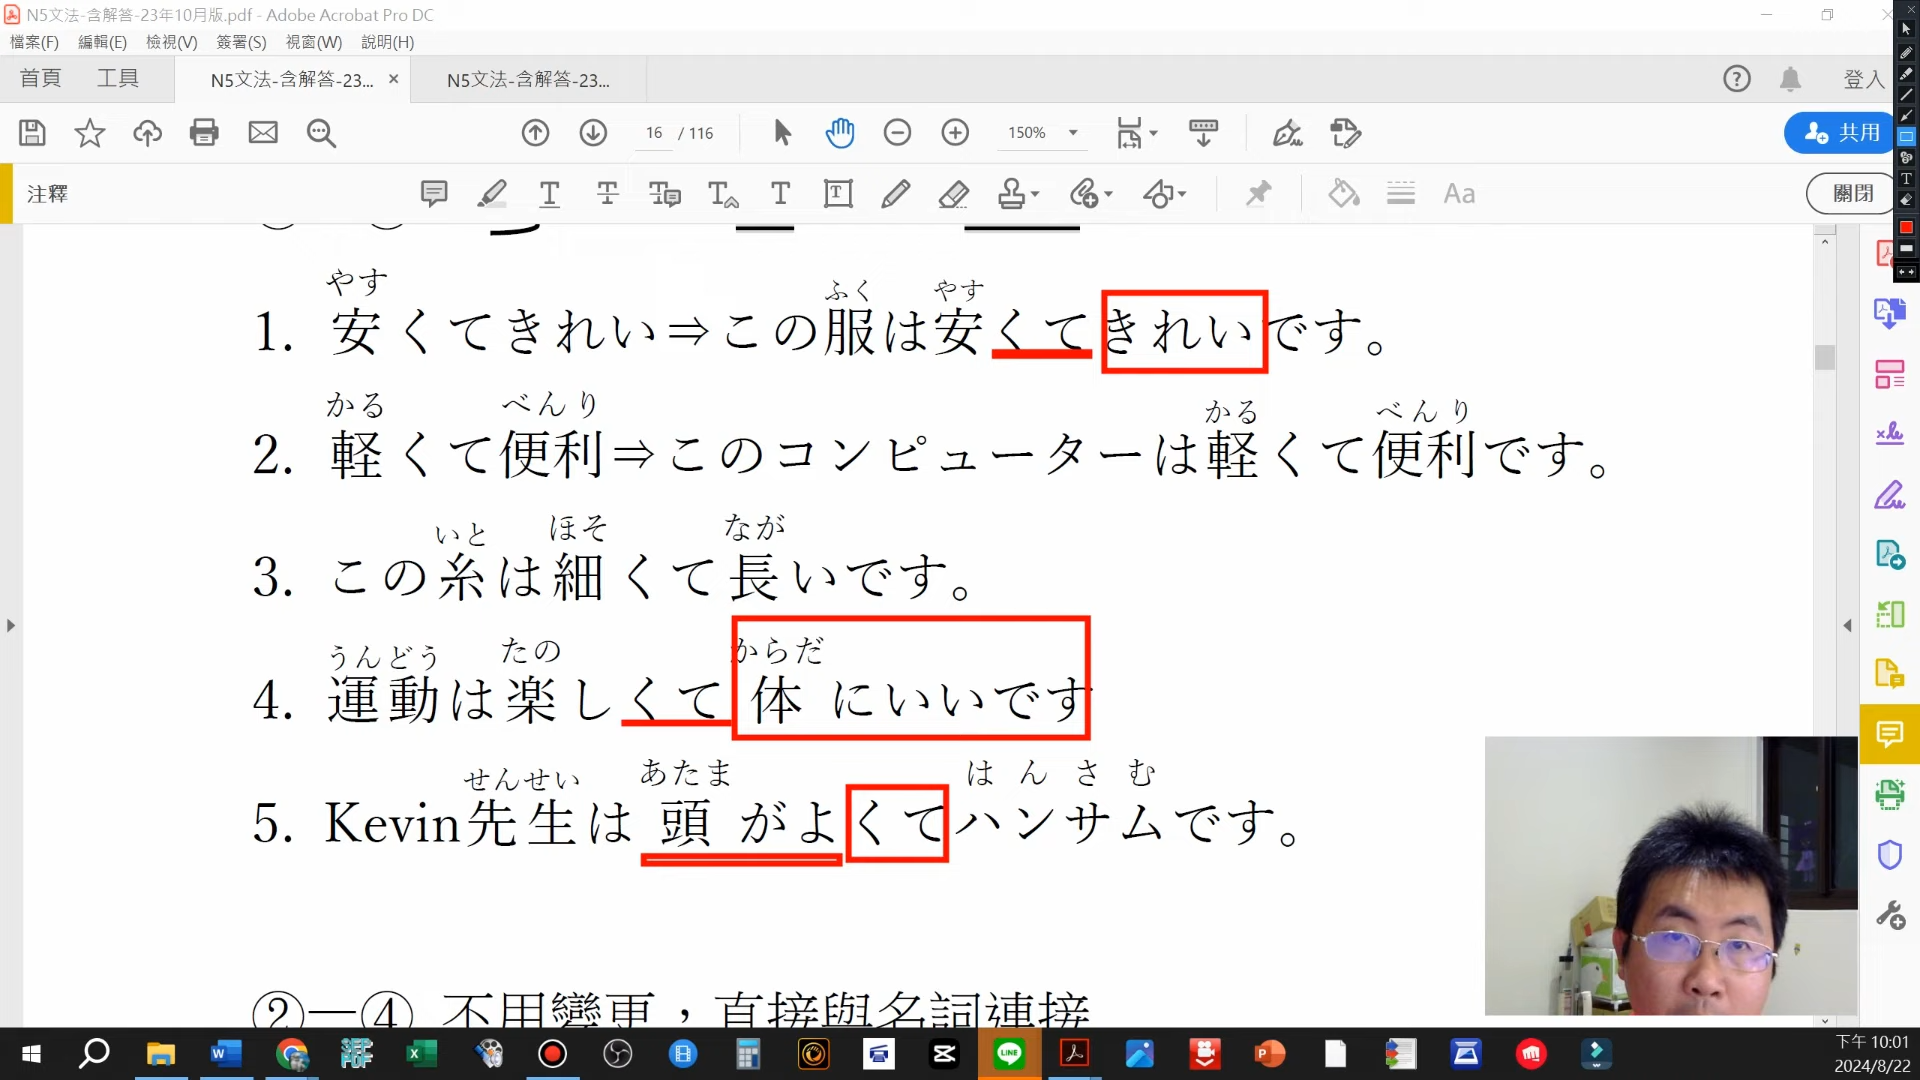 N5文法-含解答-23年10月版.pdf - Adobe Acrobat Pro DC
檔案(F) 編輯(E) 檢視(V) 簽署(S) 視窗(W) 說明(H)
首頁 工具 N5文法-含解答-23... × N5文法-含解答-23... 登入
16 / 116 150% 共用
注釋 Aa 關閉
やす ふく やす
1. 安くてきれい⇒この服は安くてきれいです。
かる べんり かる べんり
2. 軽くて便利⇒このコンピューターは軽くて便利です。
いと ほそ なが
3. この糸は細くて長いです。
うんどう たの からだ
4. 運動は楽しくて体にいいです
せんせい あたま はんさむ
5. Kevin先生は頭がよくてハンサムです。
②—④ 不用變更，直接與名詞連接
下午 10:01
2024/8/22